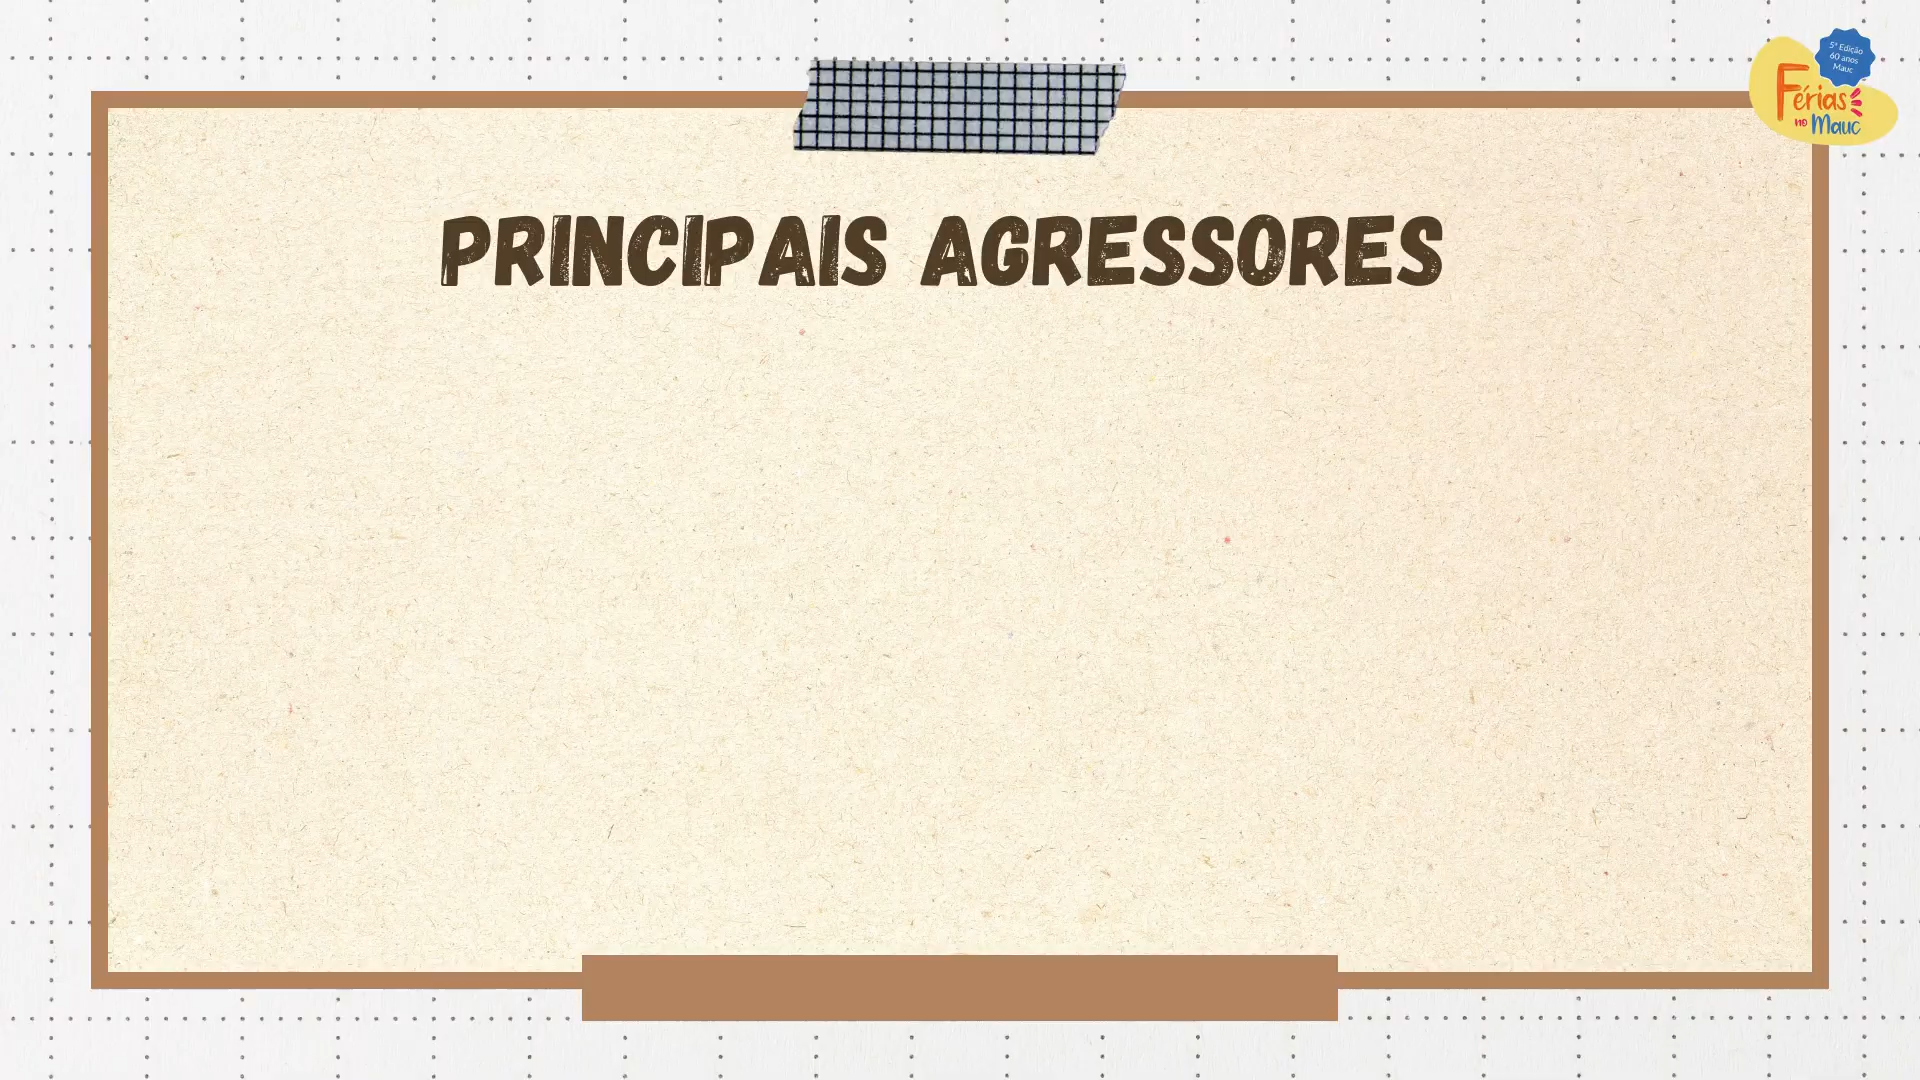 5ª Edição
60 anos
Mauc
Férias
no Mauc
PRINCIPAIS AGRESSORES